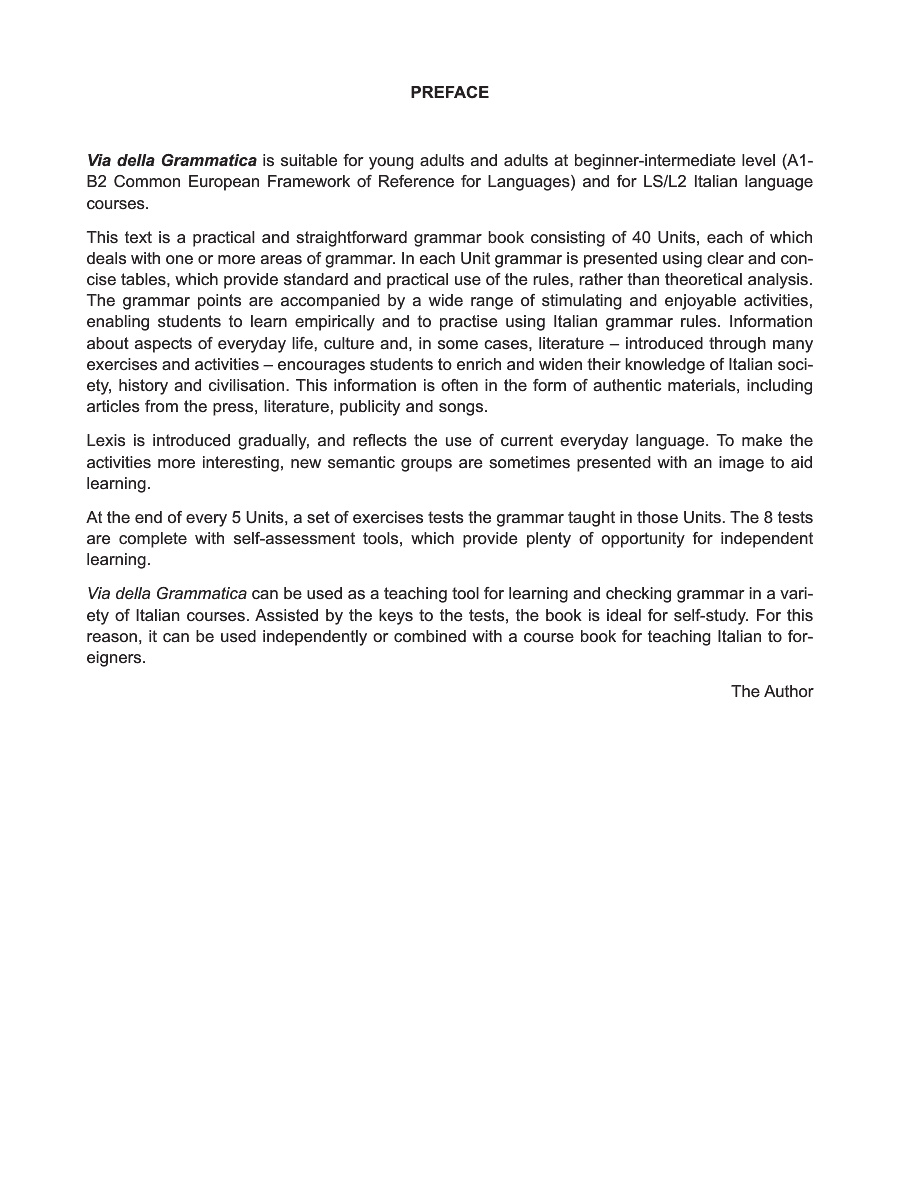 PREFACE
Via della Grammatica is suitable for young adults and adults at beginner-intermediate level (A1-
B2 Common European Framework of Reference for Languages) and for LS/L2 Italian language
courses.
This text is a practical and straightforward grammar book consisting of 40 Units, each of which
deals with one or more areas of grammar. In each Unit grammar is presented using clear and con-
cise tables, which provide standard and practical use of the rules, rather than theoretical analysis.
The grammar points are accompanied by a wide range of stimulating and enjoyable activities,
enabling students to learn empirically and to practise using Italian grammar rules. Information
about aspects of everyday life, culture and, in some cases, literature – introduced through many
exercises and activities – encourages students to enrich and widen their knowledge of Italian soci-
ety, history and civilisation. This information is often in the form of authentic materials, including
articles from the press, literature, publicity and songs.
Lexis is introduced gradually, and reflects the use of current everyday language. To make the
activities more interesting, new semantic groups are sometimes presented with an image to aid
learning.
At the end of every 5 Units, a set of exercises tests the grammar taught in those Units. The 8 tests
are complete with self-assessment tools, which provide plenty of opportunity for independent
learning.
Via della Grammatica can be used as a teaching tool for learning and checking grammar in a vari-
ety of Italian courses. Assisted by the keys to the tests, the book is ideal for self-study. For this
reason, it can be used independently or combined with a course book for teaching Italian to for-
eigners.
The Author